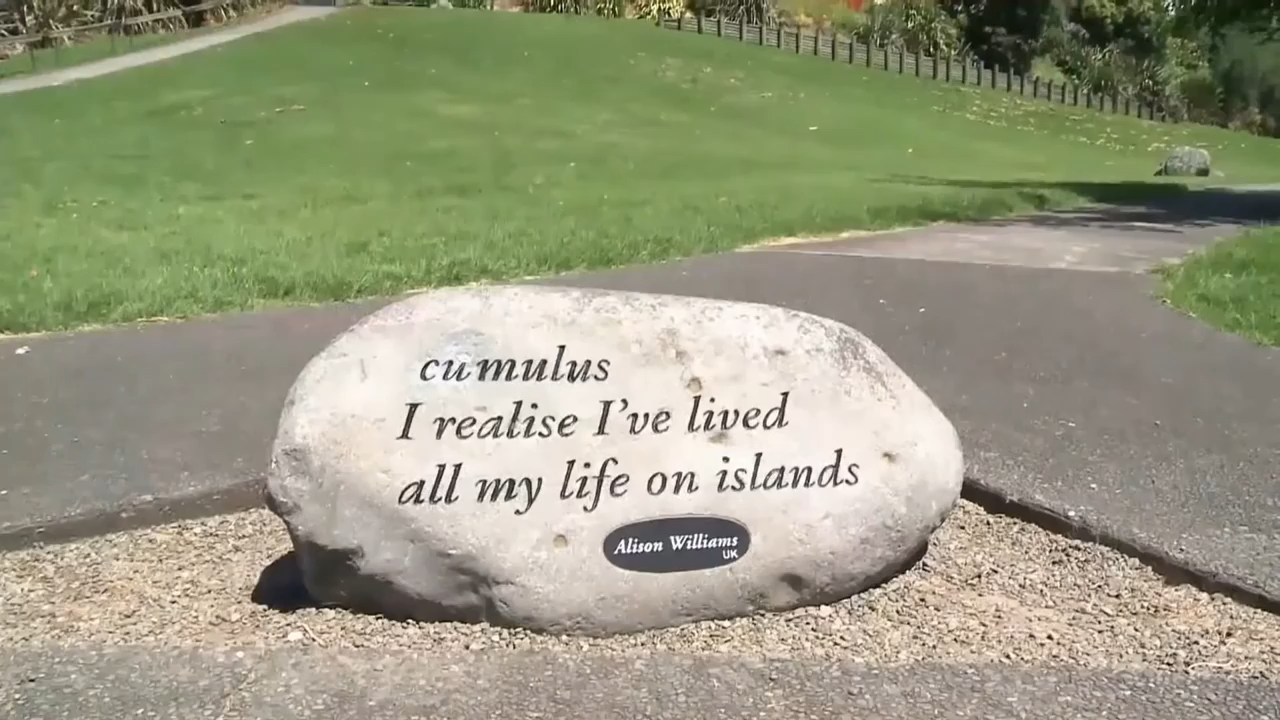 cumulus
I realise I've lived
all my life on islands
Alison Williams
UK